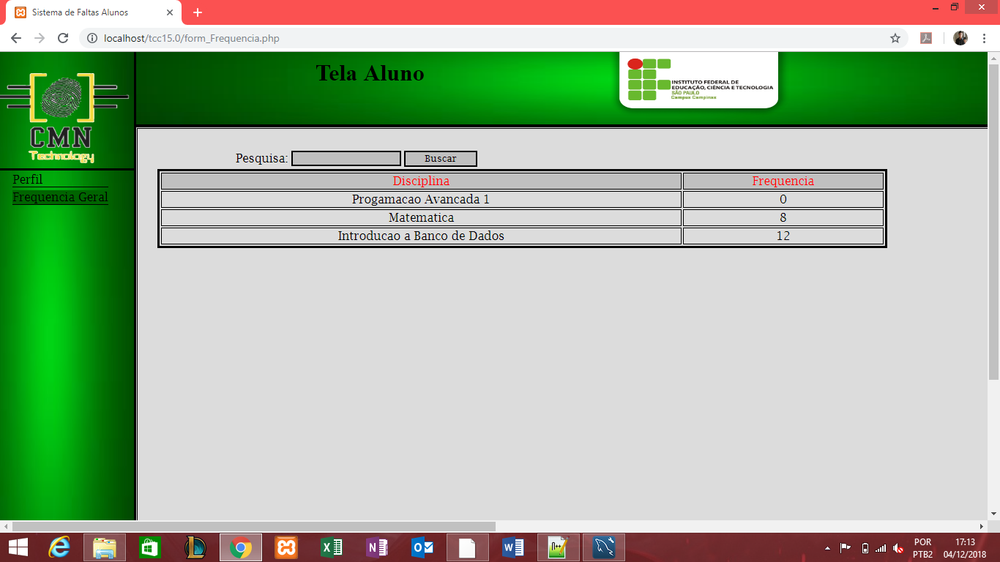 Sistema de Faltas Alunos
localhost/tcc15.0/form_Frequencia.php
CMN
Technology
Tela Aluno
INSTITUTO FEDERAL DE
EDUCAÇÃO, CIÊNCIA E TECNOLOGIA
SÃO PAULO
Campus Campinas
Perfil
Frequencia Geral
Pesquisa: Buscar
Disciplina Frequencia
Progamacao Avancada 1 0
Matematica 8
Introducao a Banco de Dados 12
POR 17:13
PTB2 04/12/2018